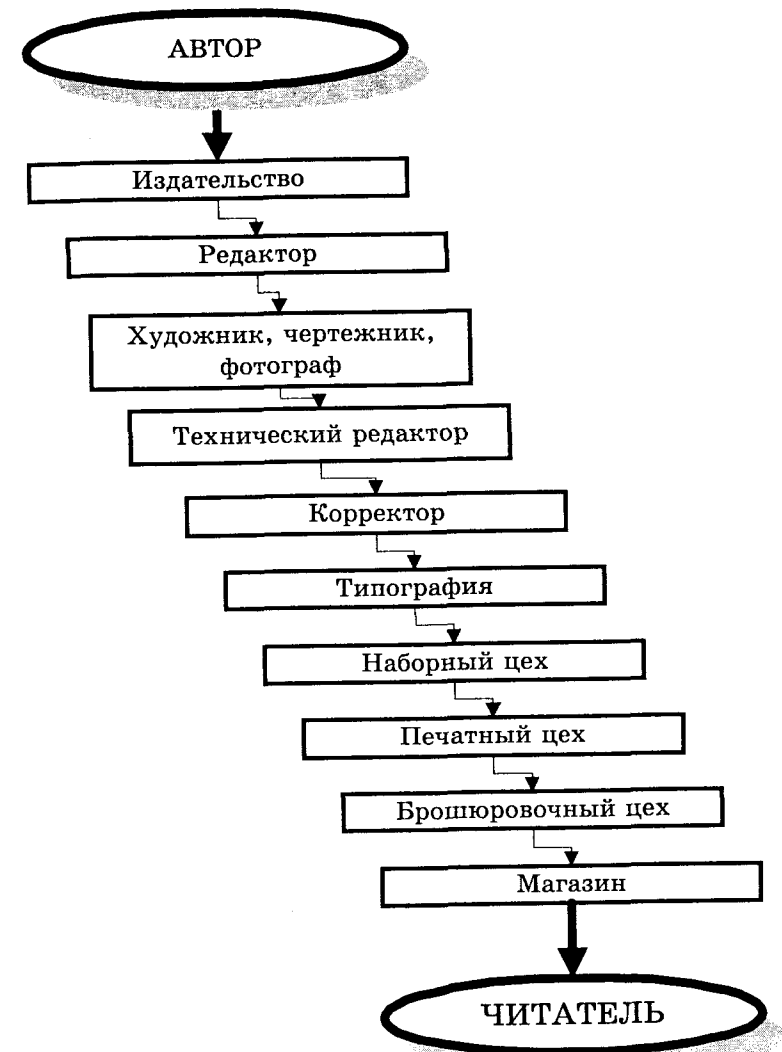 АВТОР
Издательство
Редактор
Художник, чертежник,
фотограф
Технический редактор
Корректор
Типография
Наборный цех
Печатный цех
Брошюровочный цех
Магазин
ЧИТАТЕЛЬ